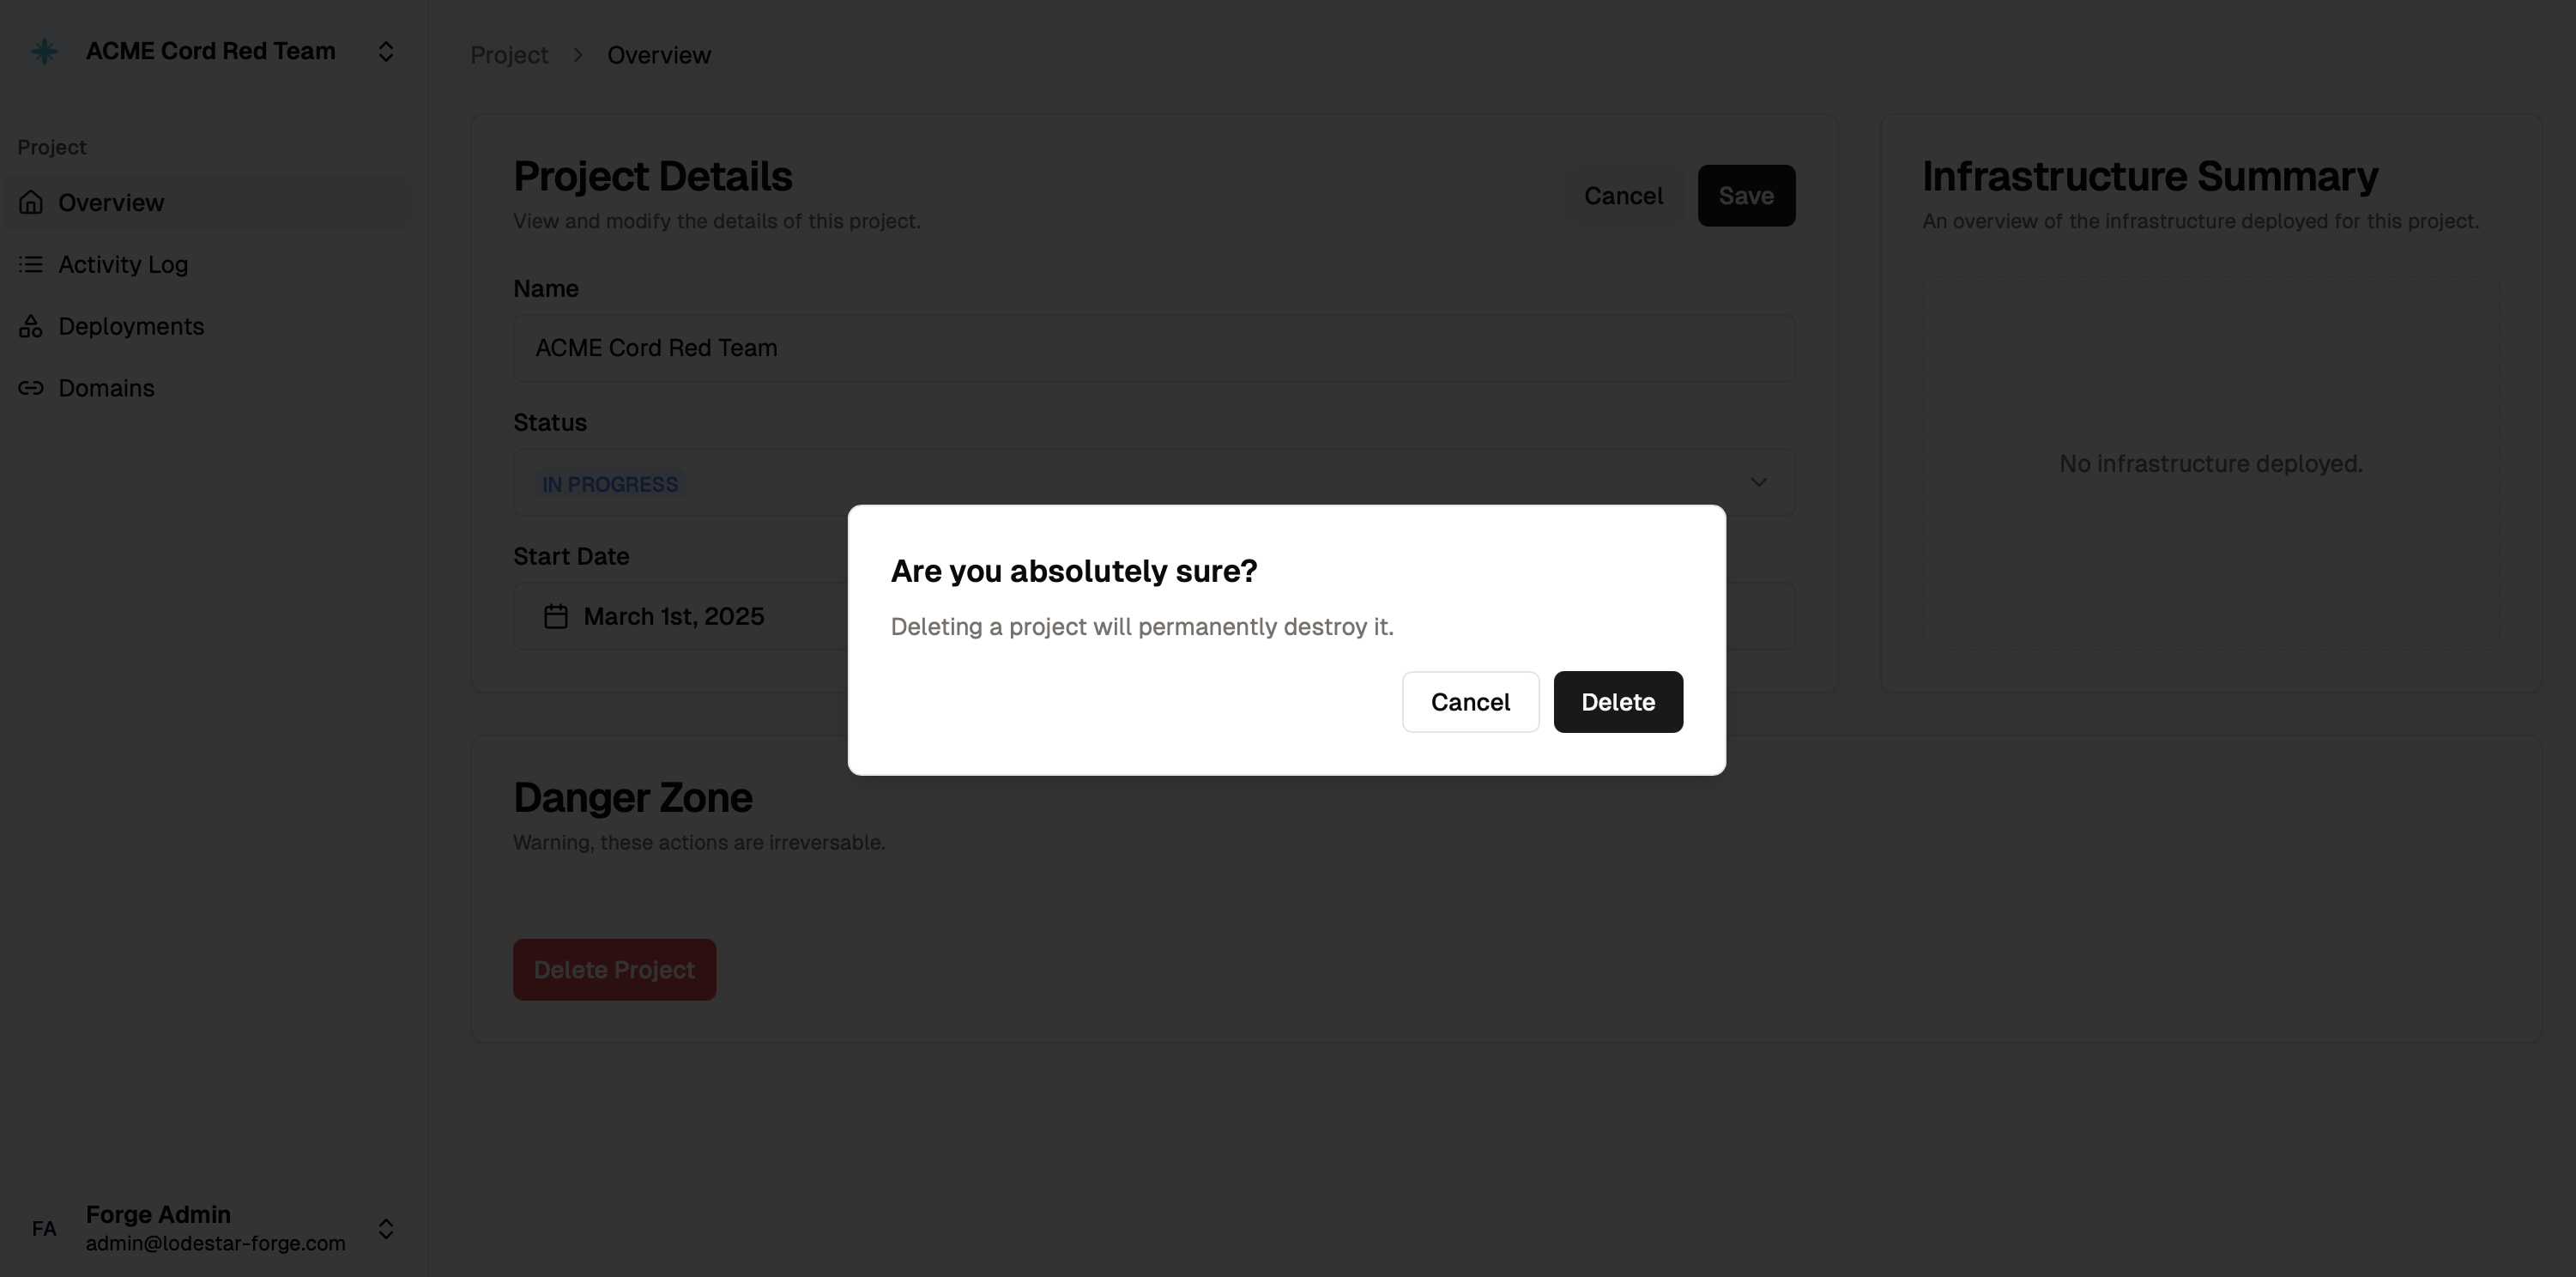 ACME Cord Red Team
Project
Overview
Activity Log
Deployments
Domains
Project > Overview
Project Details
View and modify the details of this project.
Cancel
Save
Name
ACME Cord Red Team
Status
IN PROGRESS
Start Date
March 1st, 2025
Infrastructure Summary
An overview of the infrastructure deployed for this project.
No infrastructure deployed.
Are you absolutely sure?
Deleting a project will permanently destroy it.
Cancel
Delete
Danger Zone
Warning, these actions are irreversable.
Delete Project
FA
Forge Admin
admin@lodestar-forge.com